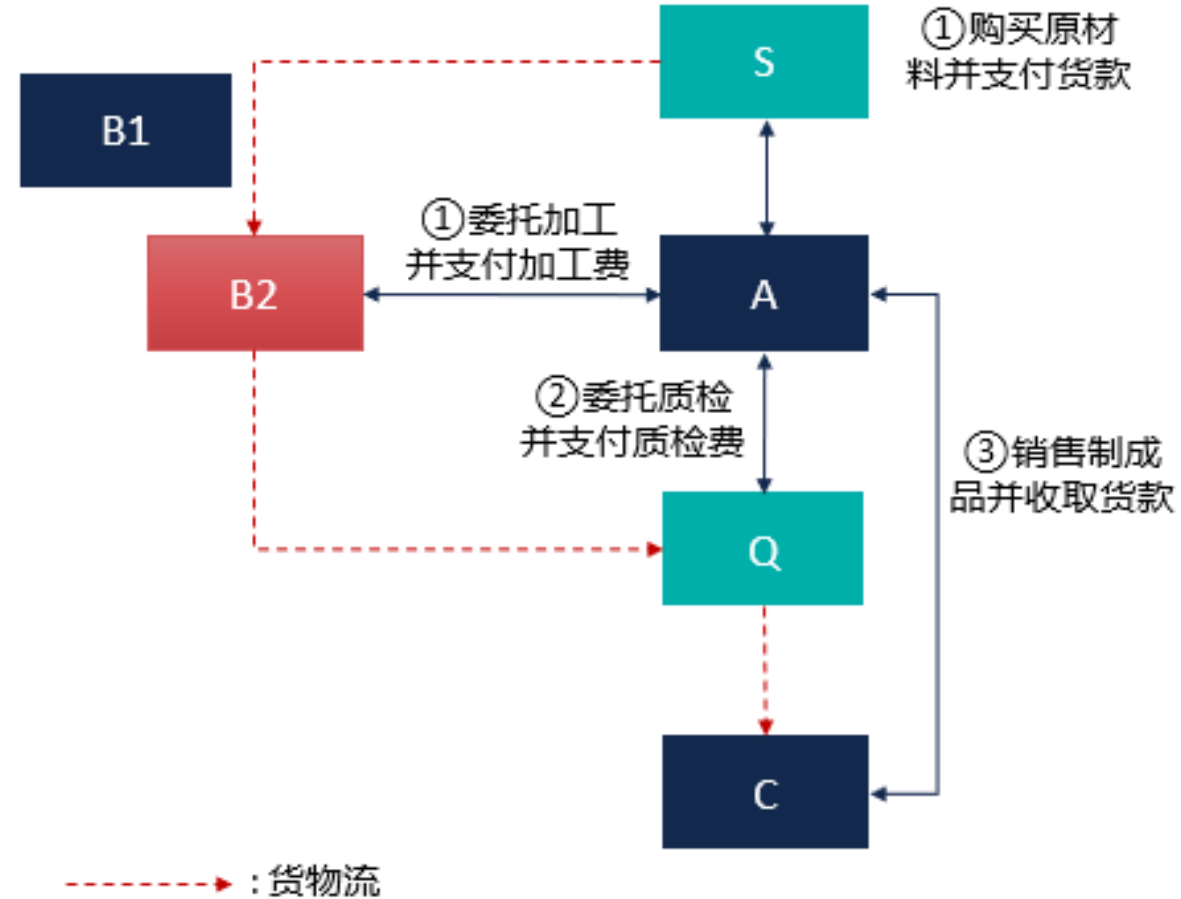 S
①购买原材
料并支付货款
B1
①委托加工
并支付加工费
B2
A
②委托质检
并支付质检费
③销售制成
品并收取货款
Q
C
: 货物流